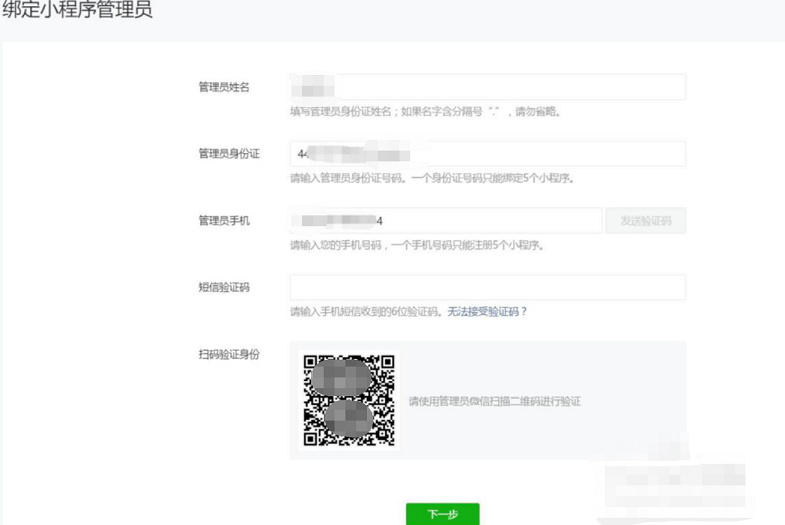 绑定小程序管理员
管理员姓名
填写管理员身份证姓名；如果名字含分隔号“·”，请勿省略。
管理员身份证 44
请输入管理员身份证号码。一个身份证号码只能绑定5个小程序。
管理员手机 4 发送验证码
请输入您的手机号码，一个手机号码只能注册5个小程序。
短信验证码
请输入手机短信收到的6位验证码。无法接受验证码？
扫码验证身份
请使用管理员微信扫描二维码进行验证
下一步